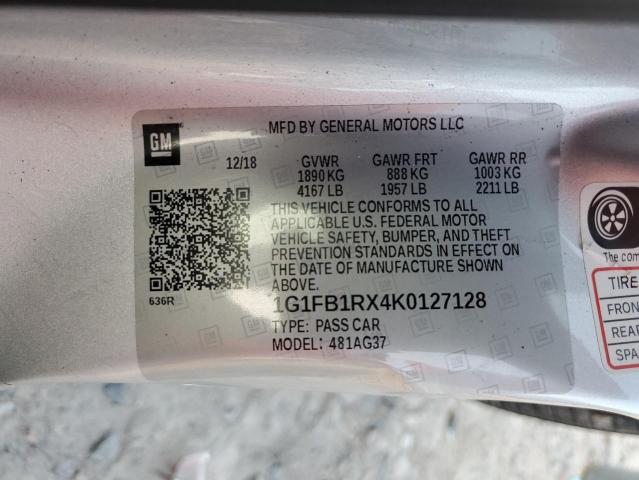 MFD BY GENERAL MOTORS LLC
GM
12/18 GVWR GAWR FRT GAWR RR
1890 KG 888 KG 1003 KG
4167 LB 1957 LB 2211 LB
THIS VEHICLE CONFORMS TO ALL
APPLICABLE U.S. FEDERAL MOTOR
VEHICLE SAFETY, BUMPER, AND THEFT
PREVENTION STANDARDS IN EFFECT ON
THE DATE OF MANUFACTURE SHOWN
ABOVE.
636R
1G1FB1RX4K0127128
TYPE: PASS CAR
MODEL: 481AG37
The com
TIRE
FRON
REAR
SPA